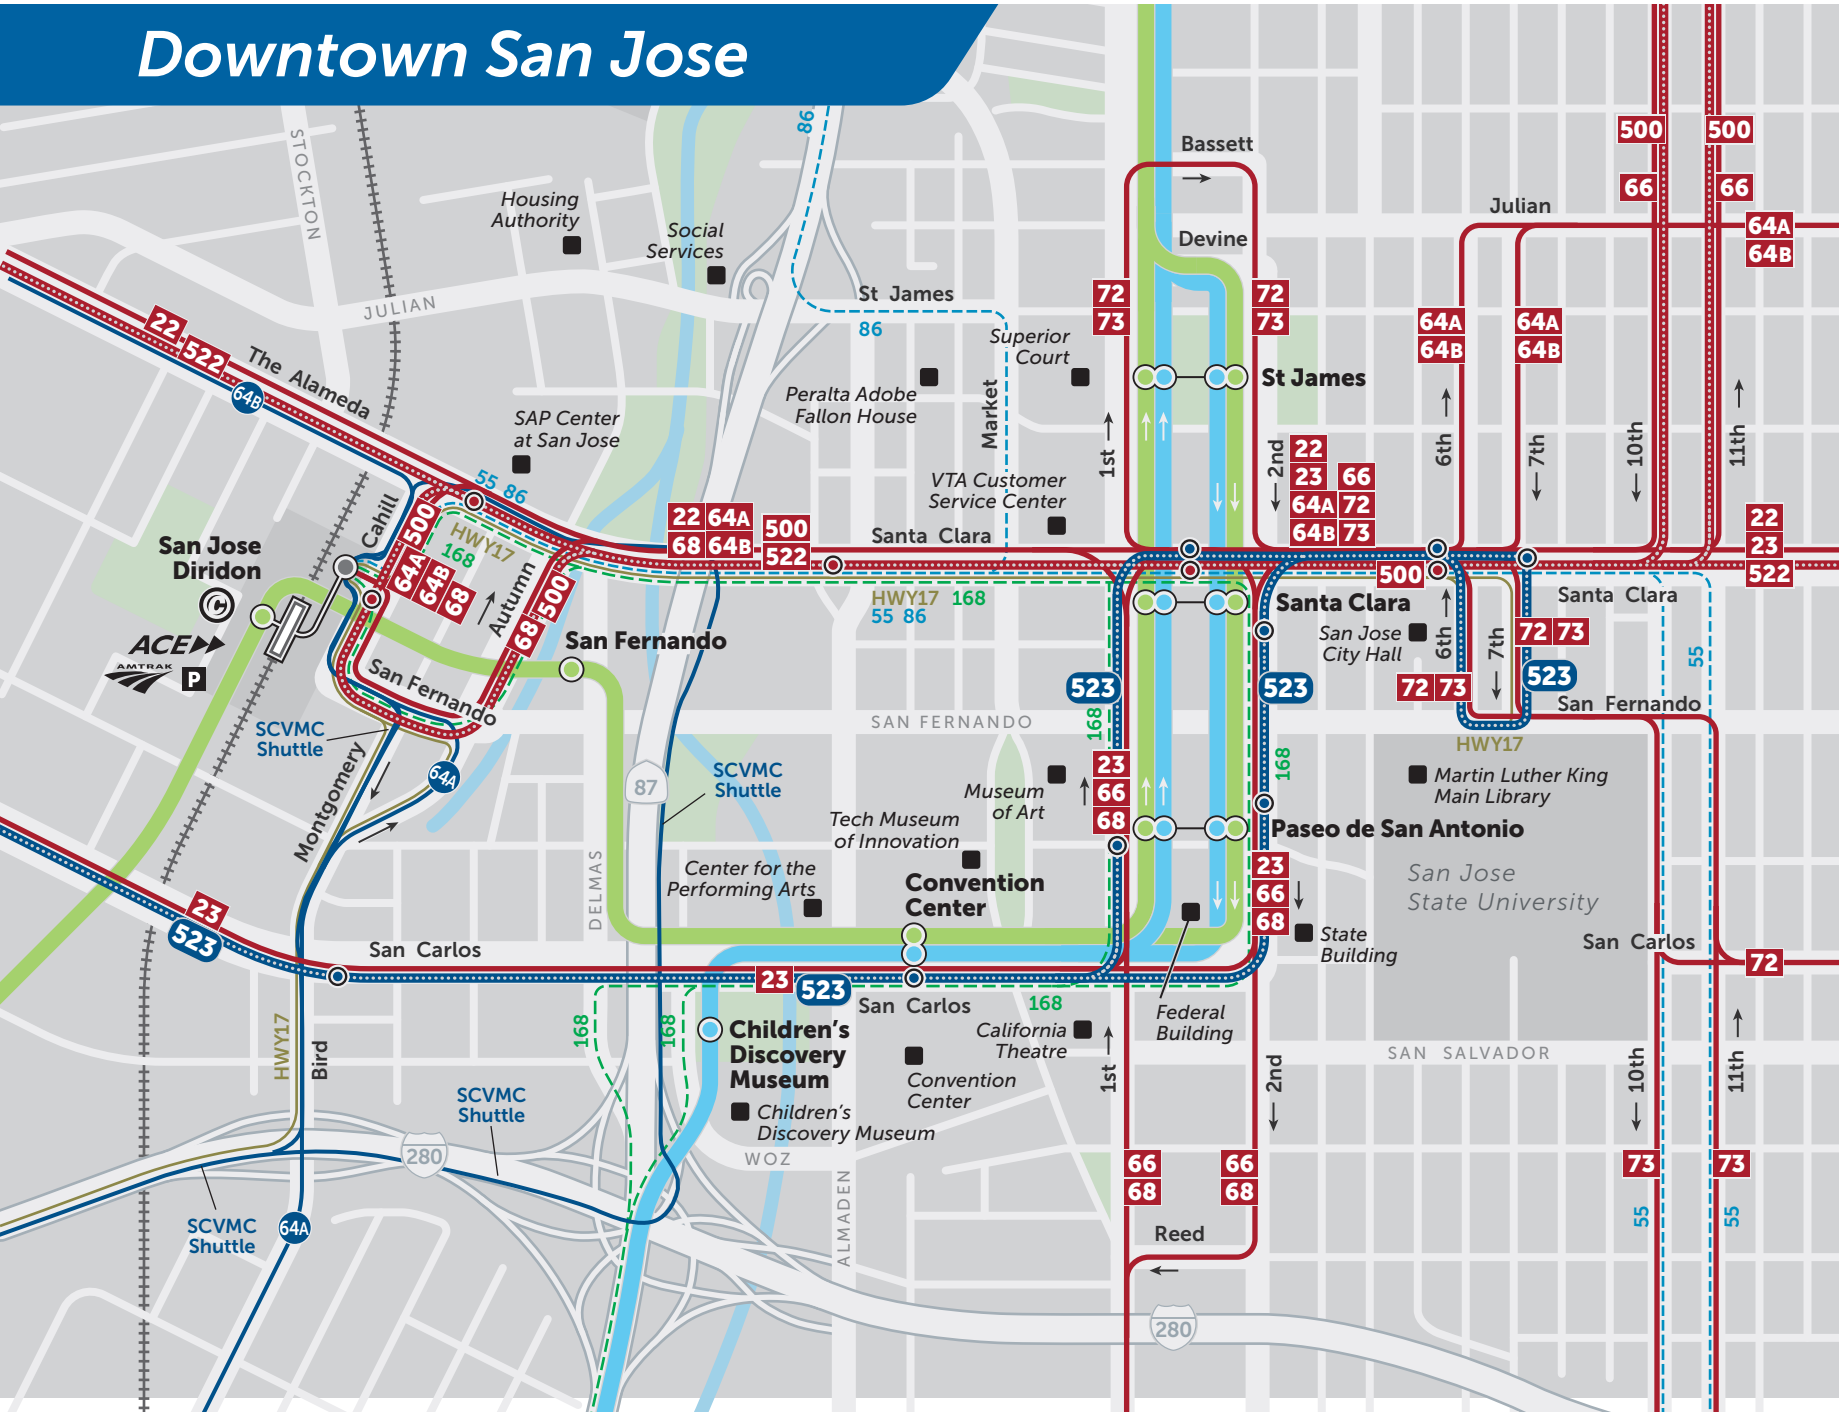 Downtown San Jose
86
STOCKTON
Bassett
500
500
66
66
Julian
Housing
Authority
Social
Services
64A
64B
Devine
JULIAN
St James
86
72
73
72
73
22
522
64B
The Alameda
Superior
Court
64A
64B
64A
64B
Peralta Adobe
Fallon House
Market
St James
SAP Center
at San Jose
1st
2nd
6th
7th
10th
11th
55 86
VTA Customer
Service Center
22
23
66
64A
72
64B
73
Cahill
500
HWY17
168
64A
64B
68
22
64A
68
64B
500
522
Santa Clara
22
23
522
San Jose
Diridon
ACE
AMTRAK
P
Autumn
500
68
HWY17 168
55 86
500
Santa Clara
Santa Clara
San Fernando
San Jose
City Hall
6th
7th
72 73
55
San Fernando
523
523
72 73
523
SCVMC
Shuttle
SAN FERNANDO
168
San Fernando
HWY17
64A
Montgomery
87
SCVMC
Shuttle
23
66
68
168
Museum
of Art
Martin Luther King
Main Library
Tech Museum
of Innovation
Paseo de San Antonio
DELMAS
Center for the
Performing Arts
Convention
Center
23
66
68
San Jose
State University
23
523
San Carlos
State
Building
San Carlos
72
23
523
San Carlos
168
Federal
Building
HWY17
Bird
168
168
Children's
Discovery
Museum
California
Theatre
1st
2nd
SAN SALVADOR
10th
11th
Convention
Center
SCVMC
Shuttle
Children's
Discovery Museum
WOZ
280
66
68
66
68
73
73
SCVMC
Shuttle
64A
ALMADEN
Reed
55
55
280